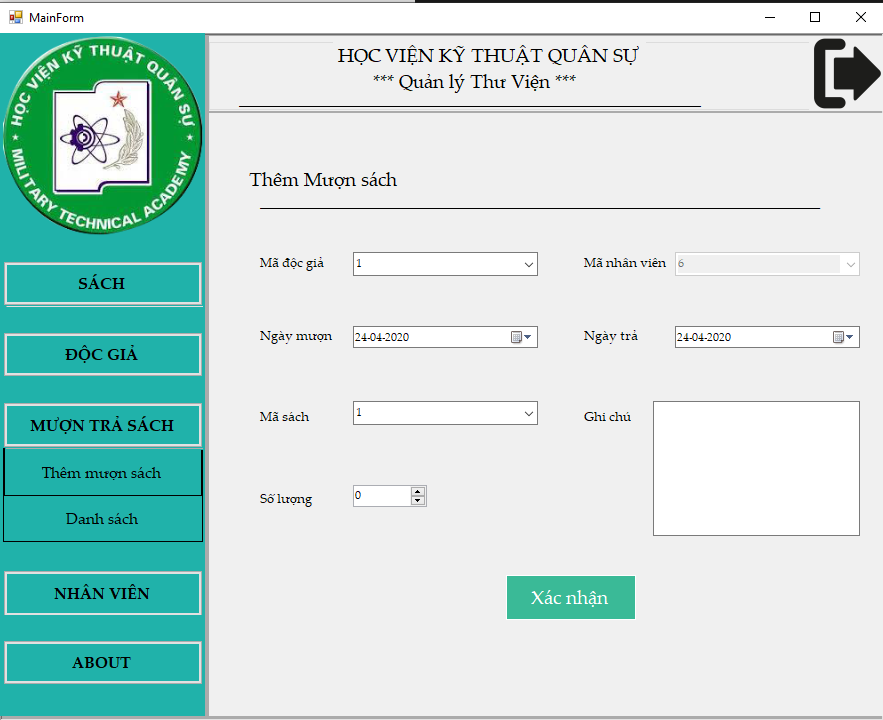 MainForm
HỌC VIỆN KỸ THUẬT QUÂN SỰ
MILITARY TECHNICAL ACADEMY
SÁCH
ĐỘC GIẢ
MƯỢN TRẢ SÁCH
Thêm mượn sách
Danh sách
NHÂN VIÊN
ABOUT
HỌC VIỆN KỸ THUẬT QUÂN SỰ
*** Quản lý Thư Viện ***
Thêm Mượn sách
Mã độc giả 1 Mã nhân viên 6
Ngày mượn 24-04-2020 Ngày trả 24-04-2020
Mã sách 1 Ghi chú
Số lượng 0
Xác nhận